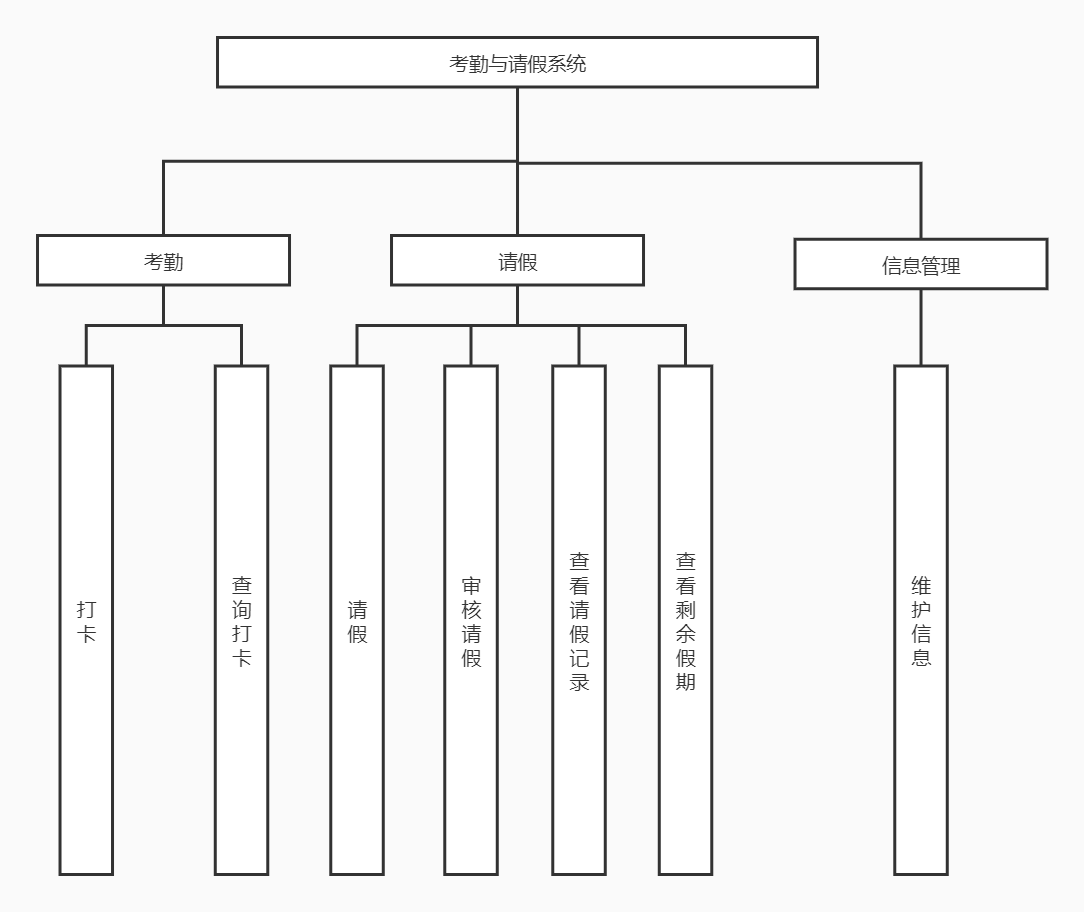 考勤与请假系统
考勤
请假
信息管理
打卡
查询打卡
请假
审核请假
查看请假记录
查看剩余假期
维护信息